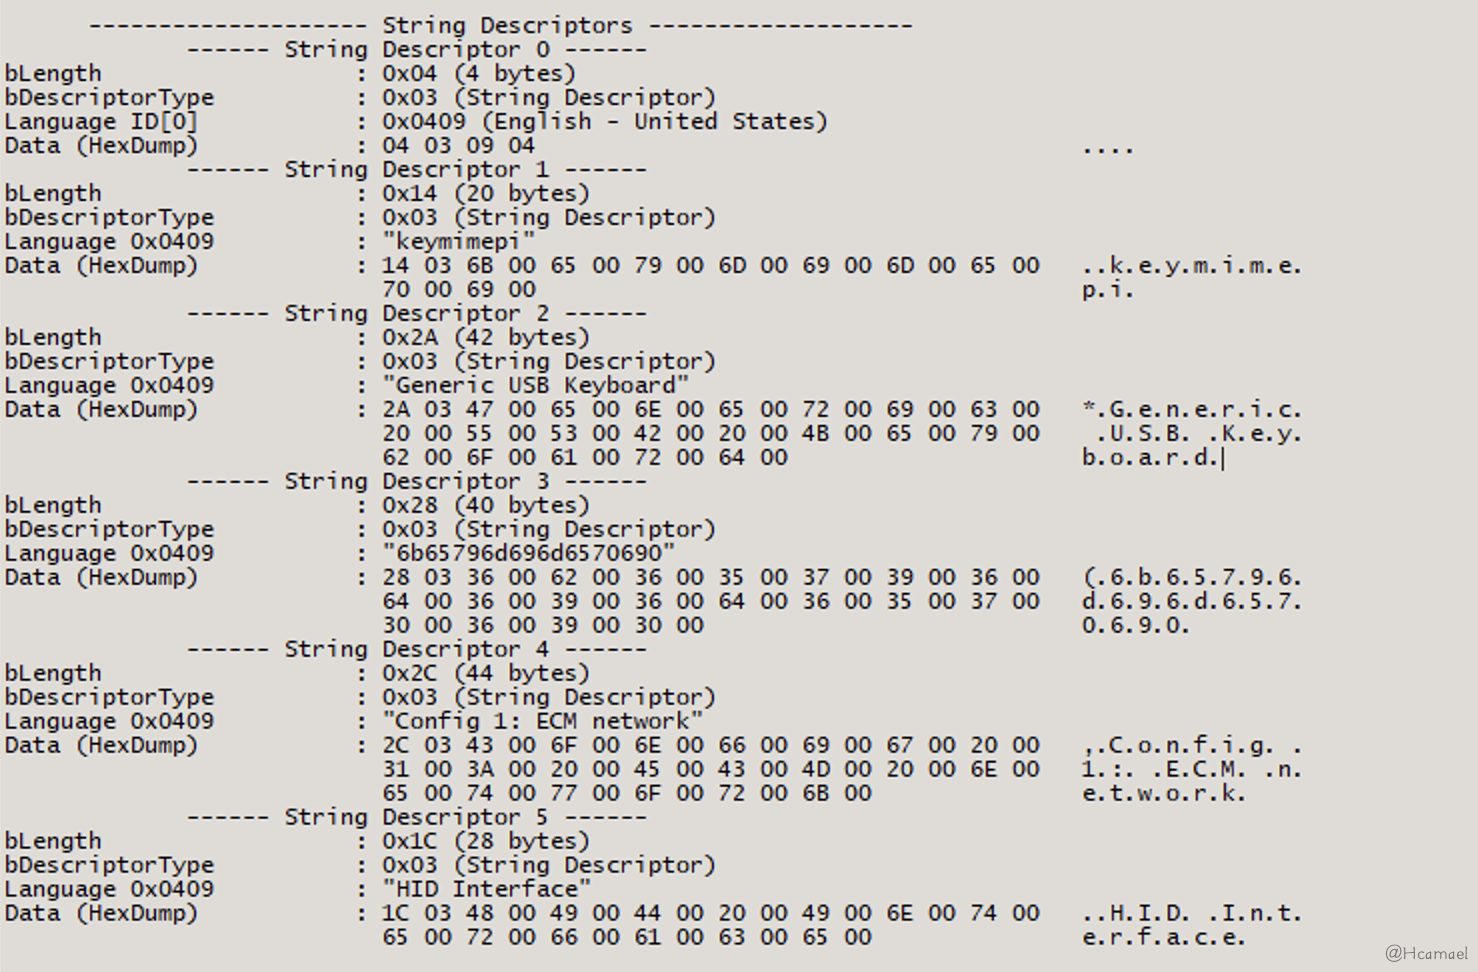 -------------------- String Descriptors -------------------
------ String Descriptor 0 ------
bLength : 0x04 (4 bytes)
bDescriptorType : 0x03 (String Descriptor)
Language ID[0] : 0x0409 (English - United States)
Data (HexDump) : 04 03 09 04 ....
------ String Descriptor 1 ------
bLength : 0x14 (20 bytes)
bDescriptorType : 0x03 (String Descriptor)
Language 0x0409 : "keymimepi"
Data (HexDump) : 14 03 6B 00 65 00 79 00 6D 00 69 00 6D 00 65 00 ..k.e.y.m.i.m.e.
70 00 69 00 p.i.
------ String Descriptor 2 ------
bLength : 0x2A (42 bytes)
bDescriptorType : 0x03 (String Descriptor)
Language 0x0409 : "Generic USB Keyboard"
Data (HexDump) : 2A 03 47 00 65 00 6E 00 65 00 72 00 69 00 63 00 *.G.e.n.e.r.i.c.
20 00 55 00 53 00 42 00 20 00 4B 00 65 00 79 00 .U.S.B. .K.e.y.
62 00 6F 00 61 00 72 00 64 00 b.o.a.r.d.
------ String Descriptor 3 ------
bLength : 0x28 (40 bytes)
bDescriptorType : 0x03 (String Descriptor)
Language 0x0409 : "6b65796d696d6570690"
Data (HexDump) : 28 03 36 00 62 00 36 00 35 00 37 00 39 00 36 00 (.6.b.6.5.7.9.6.
64 00 36 00 39 00 36 00 64 00 36 00 35 00 37 00 d.6.9.6.d.6.5.7.
30 00 36 00 39 00 30 00 0.6.9.0.
------ String Descriptor 4 ------
bLength : 0x2C (44 bytes)
bDescriptorType : 0x03 (String Descriptor)
Language 0x0409 : "Config 1: ECM network"
Data (HexDump) : 2C 03 43 00 6F 00 6E 00 66 00 69 00 67 00 20 00 ,.C.o.n.f.i.g. .
31 00 3A 00 20 00 45 00 43 00 4D 00 20 00 6E 00 1.:. .E.C.M. .n.
65 00 74 00 77 00 6F 00 72 00 6B 00 e.t.w.o.r.k.
------ String Descriptor 5 ------
bLength : 0x1C (28 bytes)
bDescriptorType : 0x03 (String Descriptor)
Language 0x0409 : "HID Interface"
Data (HexDump) : 1C 03 48 00 49 00 44 00 20 00 49 00 6E 00 74 00 ..H.I.D. .I.n.t.
65 00 72 00 66 00 61 00 63 00 65 00 e.r.f.a.c.e.
@Hcamael